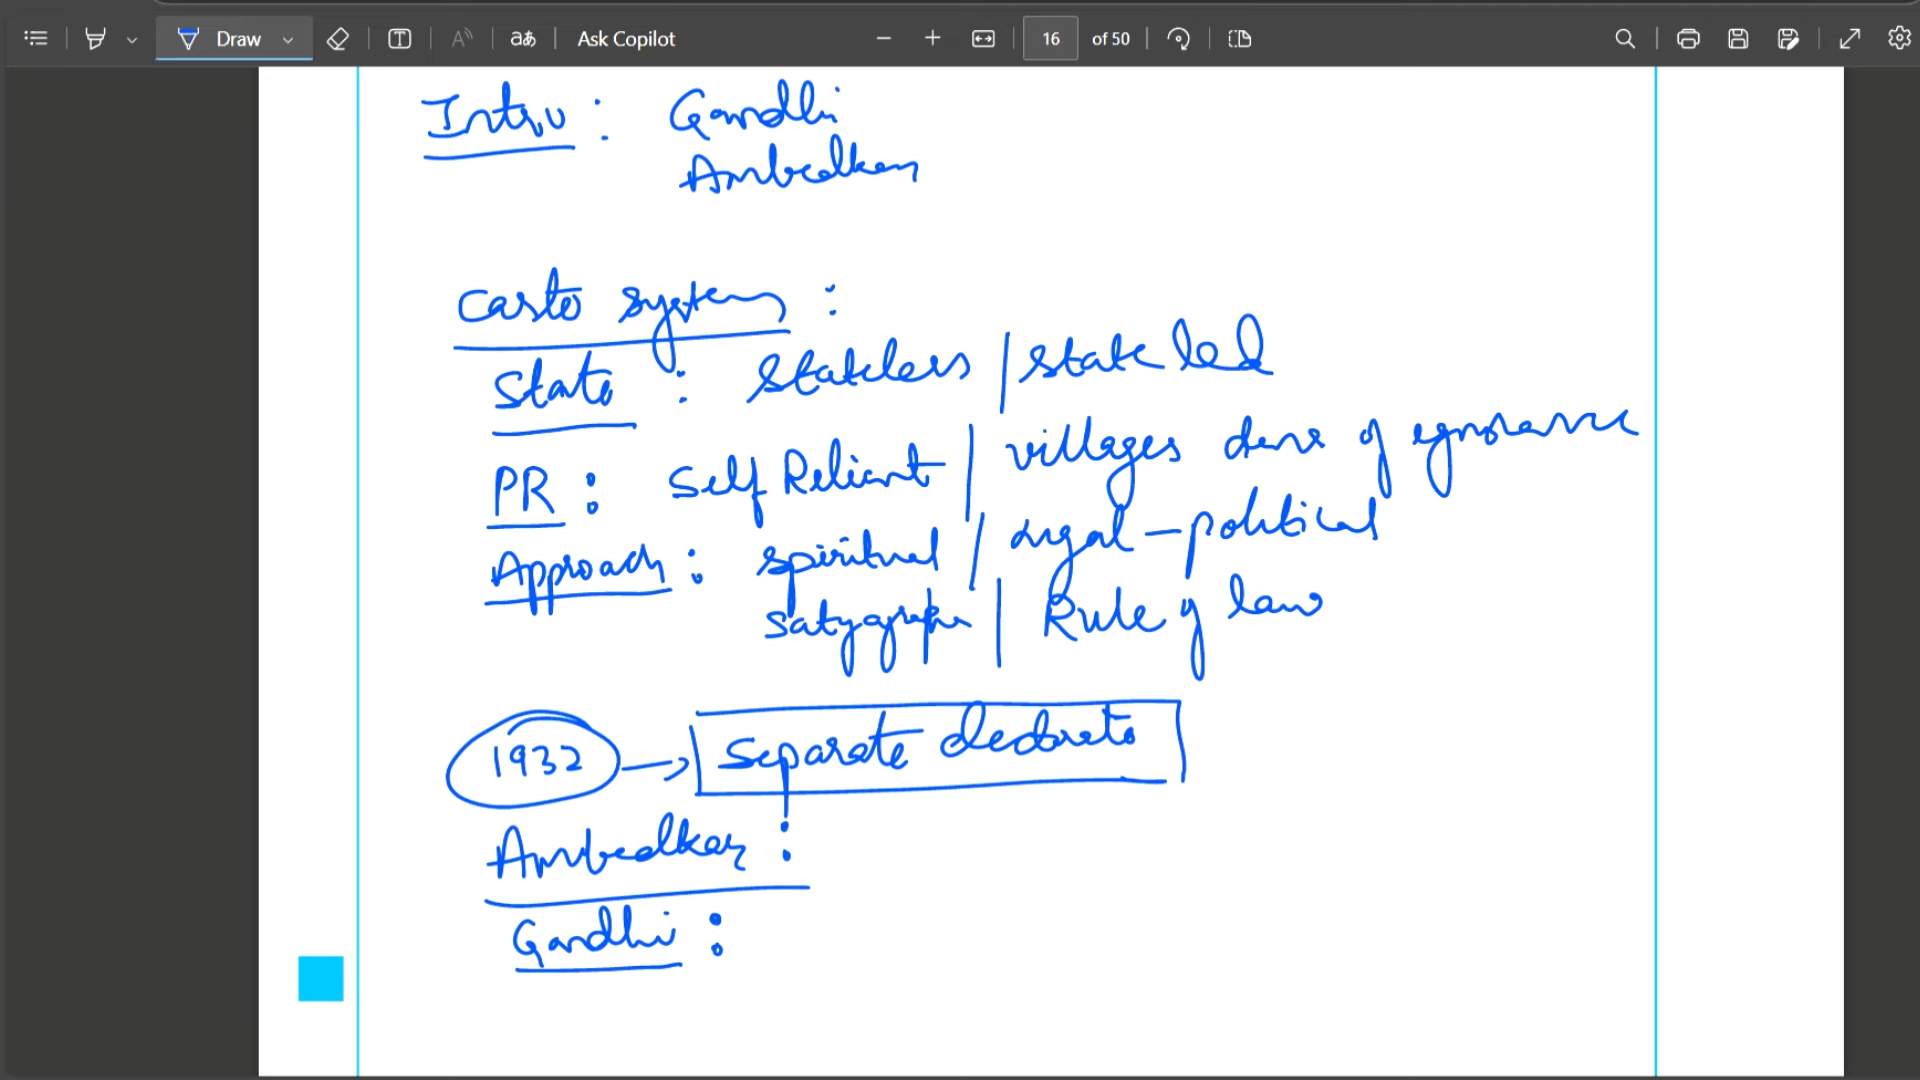 Draw
Ask Copilot
16 of 50
Intro : Gandhi
Ambedkar
Caste system :
State : Stateless | state led
PR : Self Reliant | villages dens of ignorance
Approach : spiritual | Legal - political
satyagraha | Rule of law
1932 → Separate electorate
Ambedkar :
Gandhi :